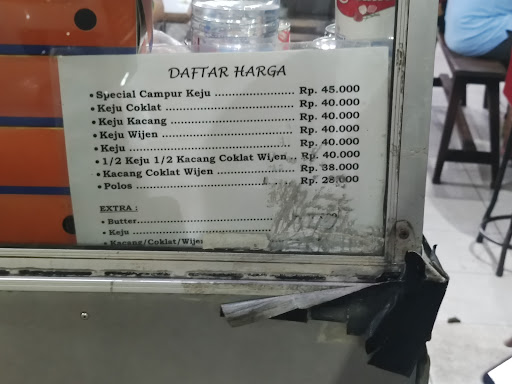 DAFTAR HARGA
• Special Campur Keju ................ Rp. 45.000
• Keju Coklat ................ Rp. 40.000
• Keju Kacang ................ Rp. 40.000
• Keju Wijen ................ Rp. 40.000
• Keju ................ Rp. 40.000
• 1/2 Keju 1/2 Kacang Coklat Wijen .. Rp. 40.000
• Kacang Coklat Wijen ................ Rp. 38.000
• Polos ................ Rp. 28.000
EXTRA :
• Butter................
• Keju ................
• Kacang/Coklat/Wijen